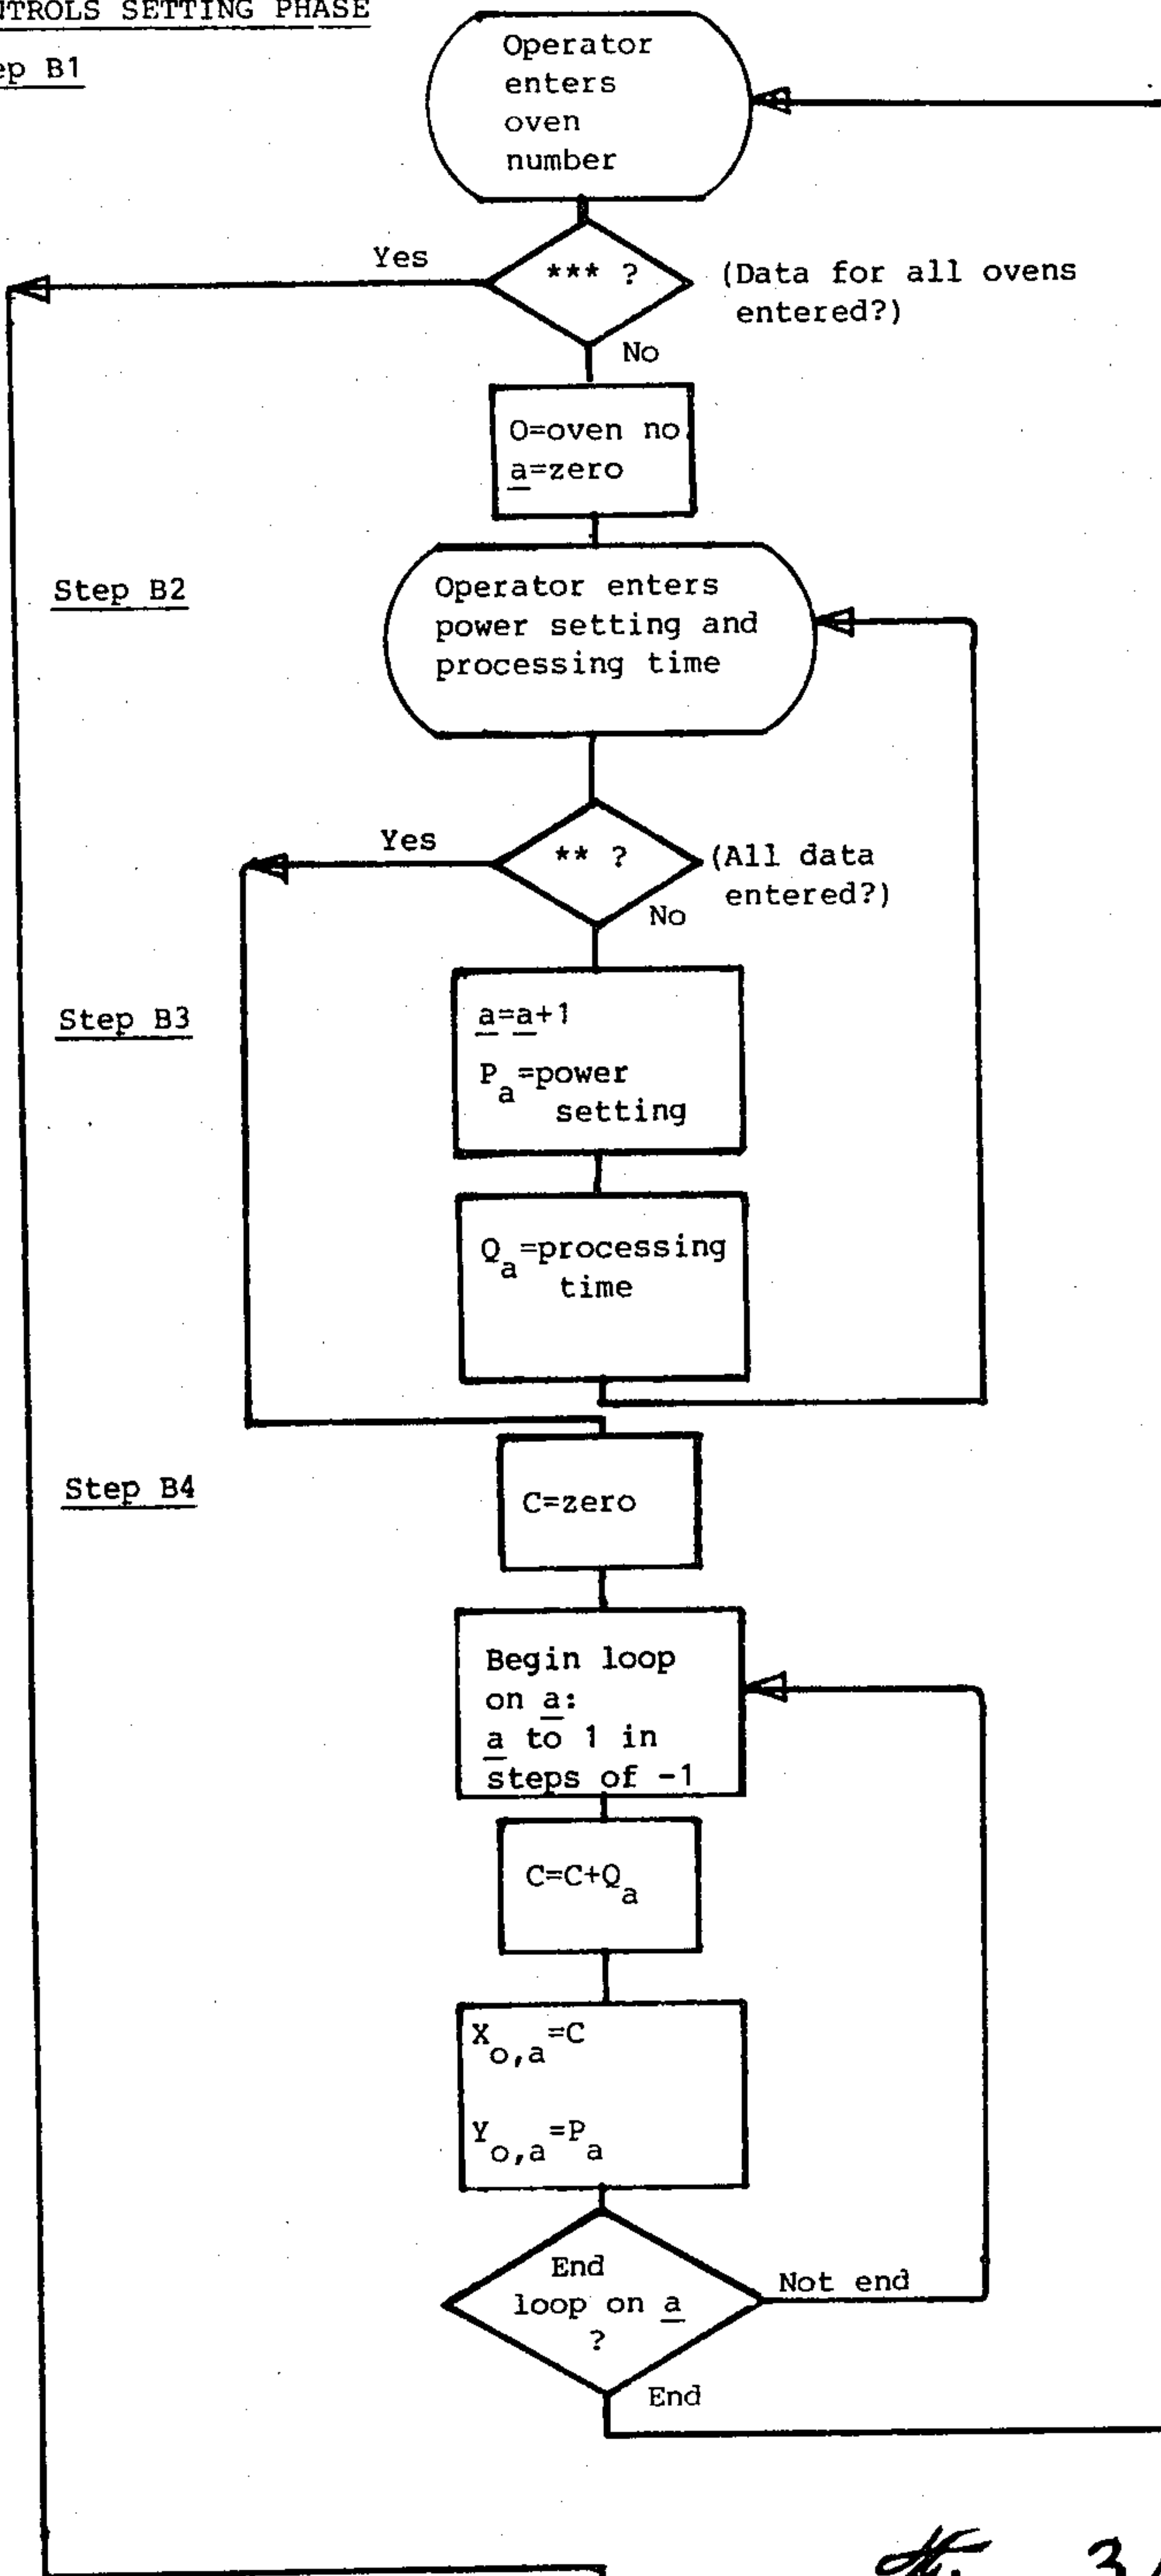 NTROLS SETTING PHASE
ep B1
Operator
enters
oven
number
Yes
*** ?
(Data for all ovens
entered?)
No
O=oven no
a=zero
Step B2
Operator enters
power setting and
processing time
Yes
** ?
(All data
entered?)
No
Step B3
a=a+1
Pa=power
setting
Qa=processing
time
Step B4
C=zero
Begin loop
on a:
a to 1 in
steps of -1
C=C+Qa
Xo,a=C
Yo,a=Pa
End
loop on a
?
Not end
End